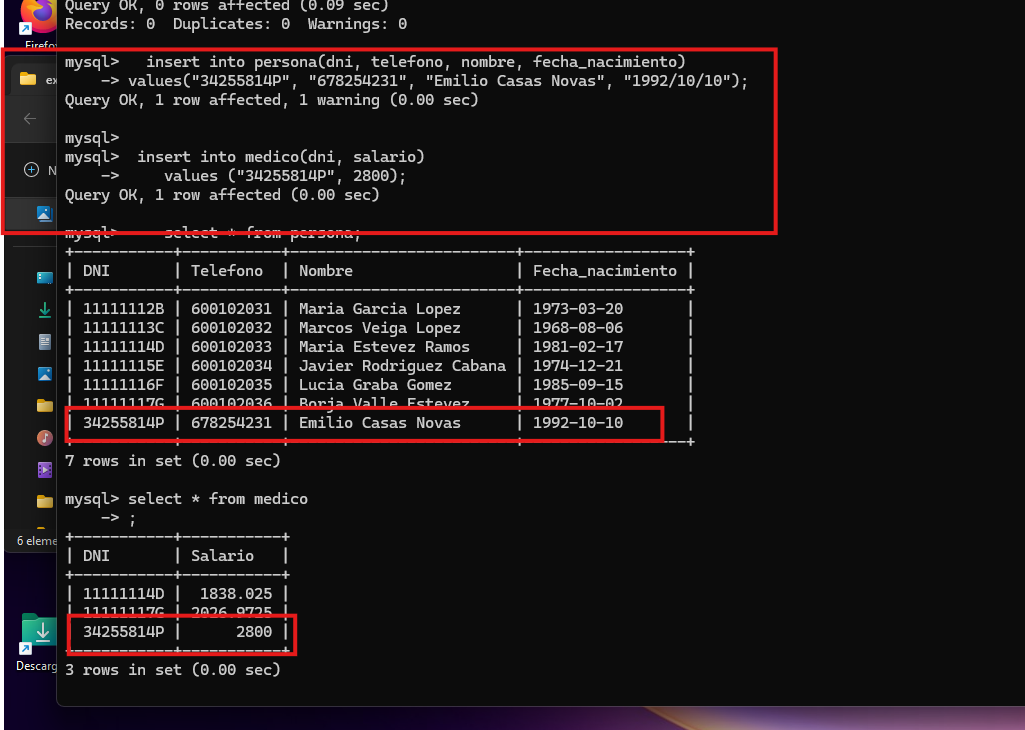 Query OK, 0 rows affected (0.09 sec)
Records: 0  Duplicates: 0  Warnings: 0
mysql>   insert into persona(dni, telefono, nombre, fecha_nacimiento)
    -> values("34255814P", "678254231", "Emilio Casas Novas", "1992/10/10");
Query OK, 1 row affected, 1 warning (0.00 sec)
mysql>
mysql>  insert into medico(dni, salario)
    ->     values ("34255814P", 2800);
Query OK, 1 row affected (0.00 sec)
mysql>     select * from persona;
+-----------+-----------+-------------------------+------------------+
| DNI       | Telefono  | Nombre                  | Fecha_nacimiento |
+-----------+-----------+-------------------------+------------------+
| 11111112B | 600102031 | Maria Garcia Lopez      | 1973-03-20       |
| 11111113C | 600102032 | Marcos Veiga Lopez      | 1968-08-06       |
| 11111114D | 600102033 | Maria Estevez Ramos     | 1981-02-17       |
| 11111115E | 600102034 | Javier Rodriguez Cabana | 1974-12-21       |
| 11111116F | 600102035 | Lucia Graba Gomez       | 1985-09-15       |
| 11111117G | 600102036 | Borja Valle Estevez     | 1977-10-02       |
| 34255814P | 678254231 | Emilio Casas Novas      | 1992-10-10       |
+-----------+-----------+-------------------------+------------------+
7 rows in set (0.00 sec)
mysql> select * from medico
    -> ;
+-----------+-----------+
| DNI       | Salario   |
+-----------+-----------+
| 11111114D |  1838.025 |
| 11111117G | 2026.9725 |
| 34255814P |      2800 |
+-----------+-----------+
3 rows in set (0.00 sec)
Firefox
ex
N
6 eleme
Descarg